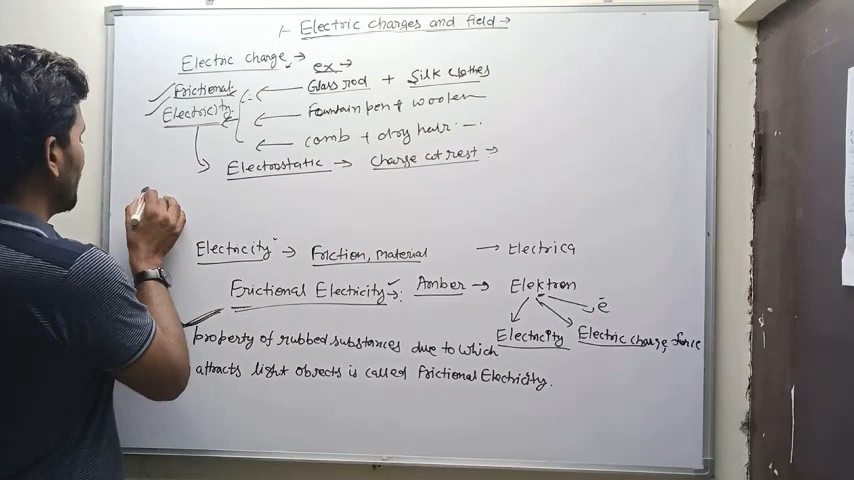 :- Electric charges and field →
Electric charge, →
ex →
Frictional
Electricity
Glass rod + Silk clothes
Fountain pen + woolen
comb + dry hair
Electrostatic → charge at rest →
Electricity → Friction, material → Electrica
Frictional Electricity →: Amber → Elektron
ē
Electricity Electric charge, force
property of rubbed substances due to which
attracts light objects is called Frictional Electricity.